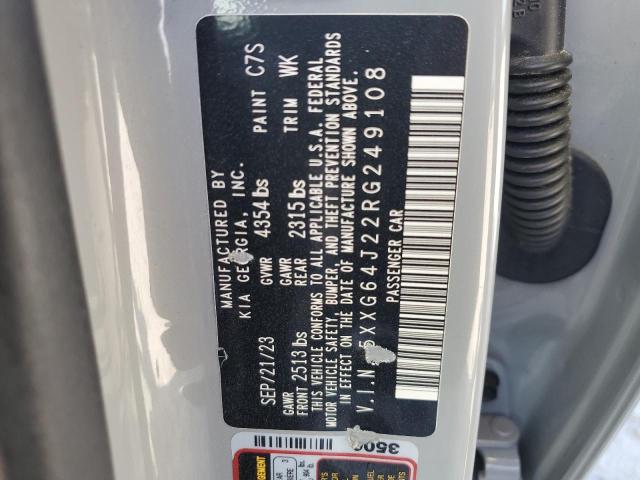 MANUFACTURED BY
KIA GEORGIA, INC.
SEP/21/23 GVWR 4354 lbs PAINT C7S
GAWR FRONT 2513 lbs GAWR REAR 2315 lbs TRIM WK
THIS VEHICLE CONFORMS TO ALL APPLICABLE U.S.A. FEDERAL
MOTOR VEHICLE SAFETY, BUMPER, AND THEFT PREVENTION STANDARDS
IN EFFECT ON THE DATE OF MANUFACTURE SHOWN ABOVE.
V.I.N 5XXG64J22RG249108
PASSENGER CAR